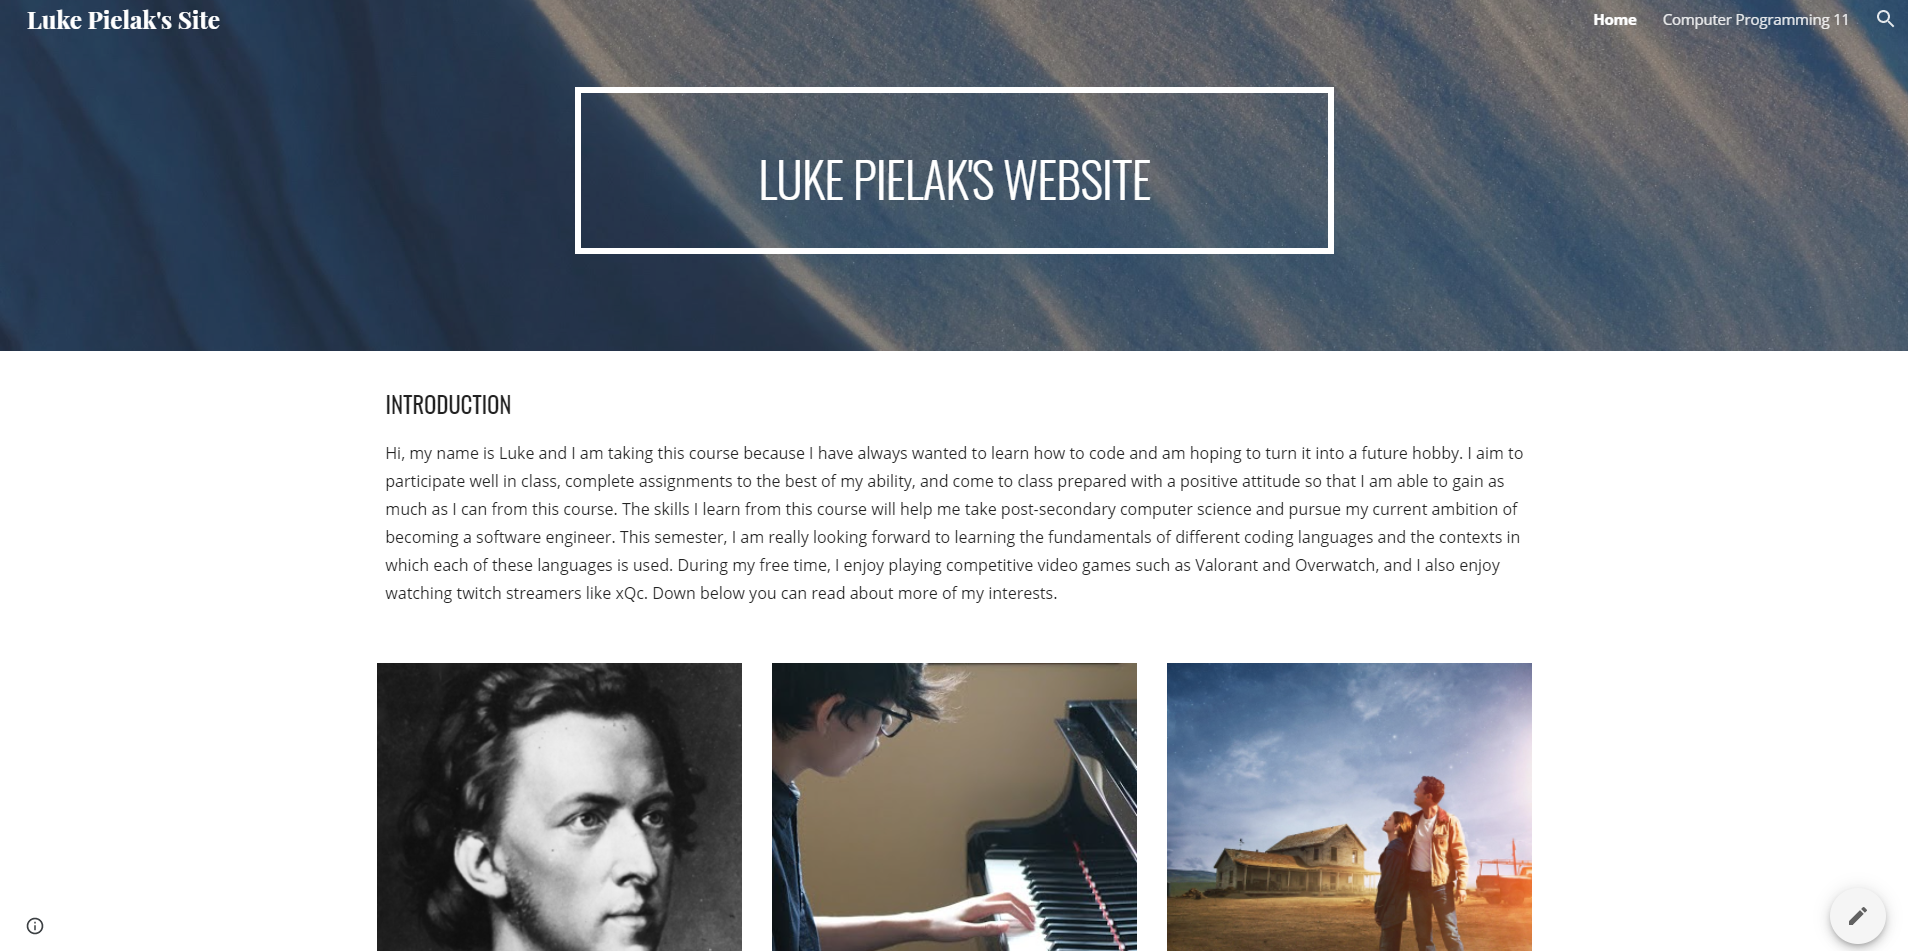 Luke Pielak's Site
Home
Computer Programming 11
LUKE PIELAK'S WEBSITE
INTRODUCTION
Hi, my name is Luke and I am taking this course because I have always wanted to learn how to code and am hoping to turn it into a future hobby. I aim to
participate well in class, complete assignments to the best of my ability, and come to class prepared with a positive attitude so that I am able to gain as
much as I can from this course. The skills I learn from this course will help me take post-secondary computer science and pursue my current ambition of
becoming a software engineer. This semester, I am really looking forward to learning the fundamentals of different coding languages and the contexts in
which each of these languages is used. During my free time, I enjoy playing competitive video games such as Valorant and Overwatch, and I also enjoy
watching twitch streamers like xQc. Down below you can read about more of my interests.